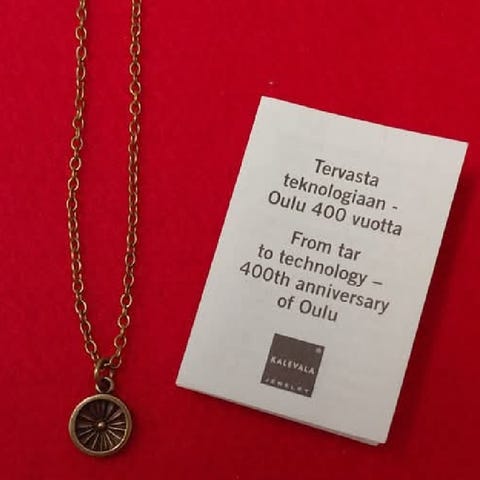 Tervasta
teknologiaan -
Oulu 400 vuotta
From tar
to technology –
400th anniversary
of Oulu
®
KALEVALA
JEWELRY